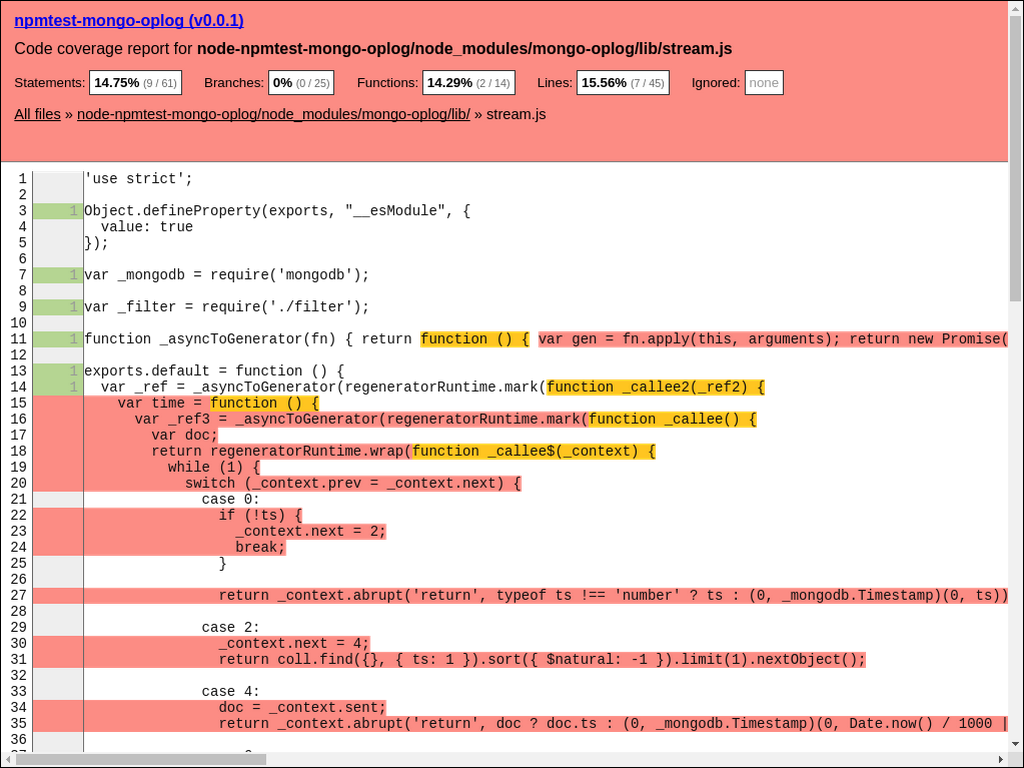 npmtest-mongo-oplog (v0.0.1)
Code coverage report for node-npmtest-mongo-oplog/node_modules/mongo-oplog/lib/stream.js
Statements: 14.75% (9 / 61) Branches: 0% (0 / 25) Functions: 14.29% (2 / 14) Lines: 15.56% (7 / 45) Ignored: none
All files » node-npmtest-mongo-oplog/node_modules/mongo-oplog/lib/ » stream.js
1 'use strict';
2
3 1 Object.defineProperty(exports, "__esModule", {
4 value: true
5 });
6
7 1 var _mongodb = require('mongodb');
8
9 1 var _filter = require('./filter');
10
11 1 function _asyncToGenerator(fn) { return function () { var gen = fn.apply(this, arguments); return new Promise(
12
13 1 exports.default = function () {
14 1 var _ref = _asyncToGenerator(regeneratorRuntime.mark(function _callee2(_ref2) {
15 var time = function () {
16 var _ref3 = _asyncToGenerator(regeneratorRuntime.mark(function _callee() {
17 var doc;
18 return regeneratorRuntime.wrap(function _callee$(_context) {
19 while (1) {
20 switch (_context.prev = _context.next) {
21 case 0:
22 if (!ts) {
23 _context.next = 2;
24 break;
25 }
26
27 return _context.abrupt('return', typeof ts !== 'number' ? ts : (0, _mongodb.Timestamp)(0, ts))
28
29 case 2:
30 _context.next = 4;
31 return coll.find({}, { ts: 1 }).sort({ $natural: -1 }).limit(1).nextObject();
32
33 case 4:
34 doc = _context.sent;
35 return _context.abrupt('return', doc ? doc.ts : (0, _mongodb.Timestamp)(0, Date.now() / 1000 |
36